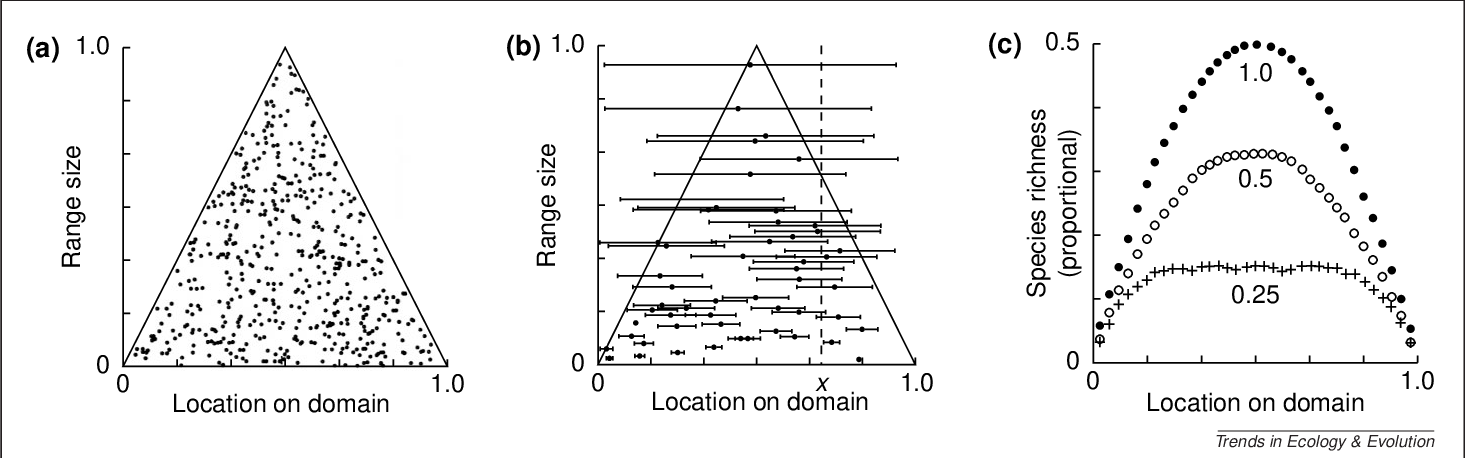 (a)
1.0
Range size
0
0
1.0
Location on domain
(b)
1.0
Range size
0
0
x
1.0
Location on domain
(c)
0.5
Species richness
(proportional)
1.0
0.5
0.25
0
0
1.0
Location on domain
Trends in Ecology & Evolution